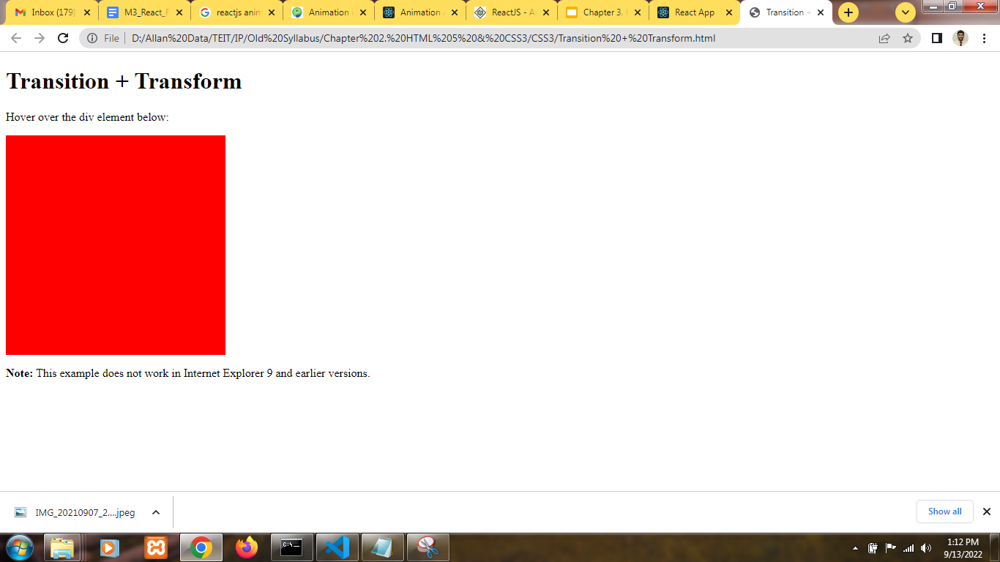 Inbox (179)
M3_React_F
reactjs anim
Animation
Animation
ReactJS - A
Chapter 3.
React App
Transition
File
D:/Allan%20Data/TEIT/IP/Old%20Syllabus/Chapter%202.%20HTML%205%20&%20CSS3/CSS3/Transition%20+%20Transform.html
Transition + Transform
Hover over the div element below:
Note: This example does not work in Internet Explorer 9 and earlier versions.
IMG_20210907_2....jpeg
Show all
C:\
1:12 PM
9/13/2022